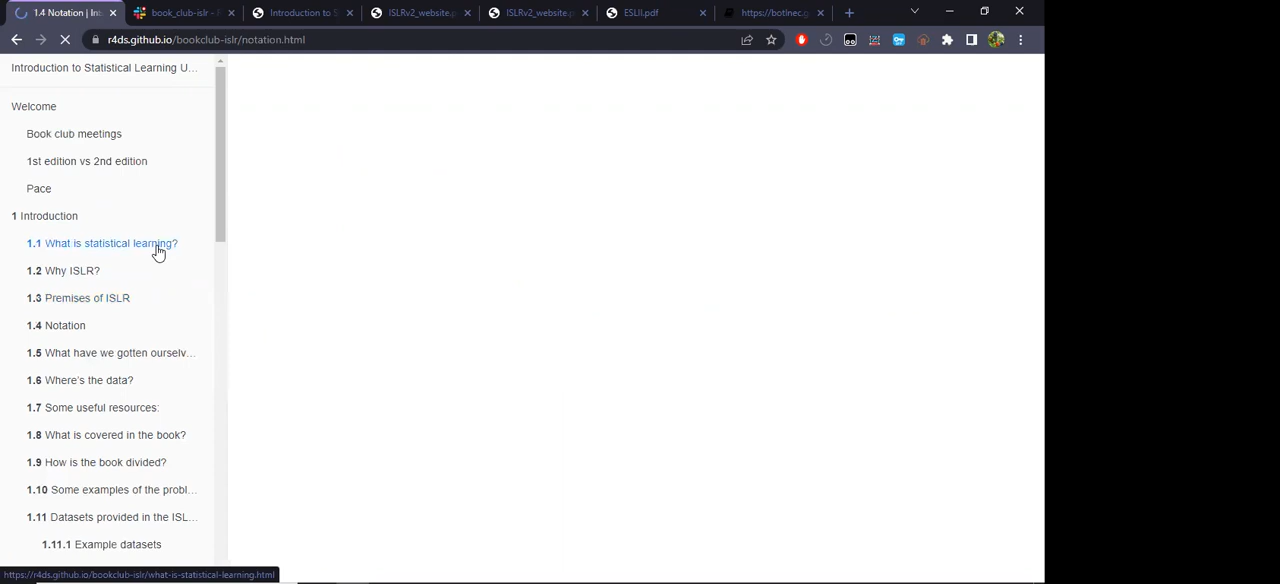 1.4 Notation | Int
book_club-islr - R
Introduction to S
ISLRv2_website.p
ISLRv2_website.p
ESLII.pdf
https://botlnec.g
r4ds.github.io/bookclub-islr/notation.html
Introduction to Statistical Learning U...
Welcome
Book club meetings
1st edition vs 2nd edition
Pace
1 Introduction
1.1 What is statistical learning?
1.2 Why ISLR?
1.3 Premises of ISLR
1.4 Notation
1.5 What have we gotten ourselv...
1.6 Where's the data?
1.7 Some useful resources:
1.8 What is covered in the book?
1.9 How is the book divided?
1.10 Some examples of the probl...
1.11 Datasets provided in the ISL...
1.11.1 Example datasets
https://r4ds.github.io/bookclub-islr/what-is-statistical-learning.html